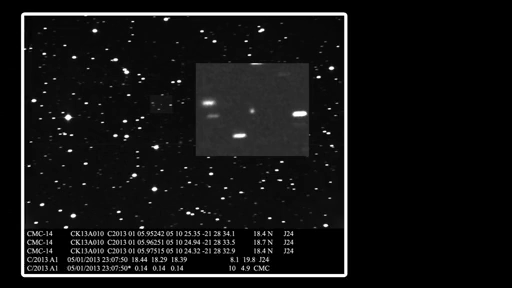 CMC-14 CK13A010 C2013 01 05.95242 05 10 25.35 -21 28 34.1 18.4 N J24
CMC-14 CK13A010 C2013 01 05.96251 05 10 24.94 -21 28 33.5 18.7 N J24
CMC-14 CK13A010 C2013 01 05.97515 05 10 24.32 -21 28 32.9 18.4 N J24
C/2013 A1 05/01/2013 23:07:50 18.44 18.29 18.39 8.1 19.8 J24
C/2013 A1 05/01/2013 23:07:50* 0.14 0.14 0.14 10 4.9 CMC